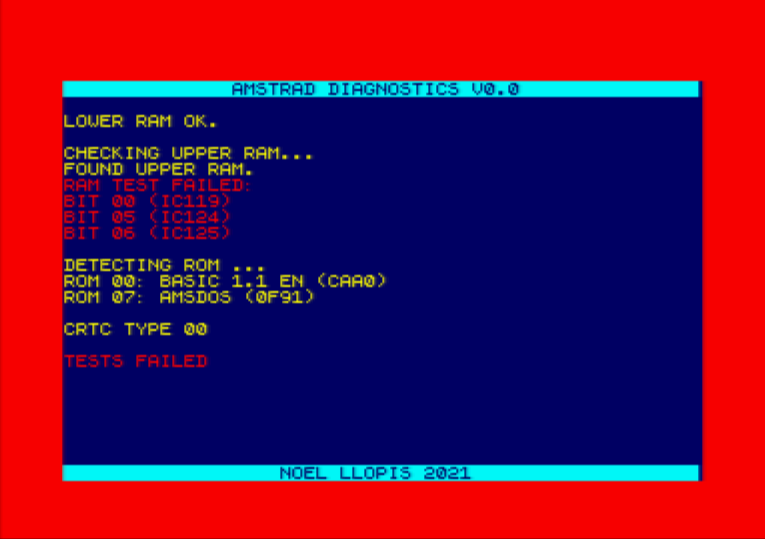 AMSTRAD DIAGNOSTICS V0.0
LOWER RAM OK.
CHECKING UPPER RAM...
FOUND UPPER RAM.
RAM TEST FAILED:
BIT 00 (IC119)
BIT 05 (IC124)
BIT 06 (IC125)
DETECTING ROM ...
ROM 00: BASIC 1.1 EN (CAA0)
ROM 07: AMSDOS (0F91)
CRTC TYPE 00
TESTS FAILED
NOEL LLOPIS 2021